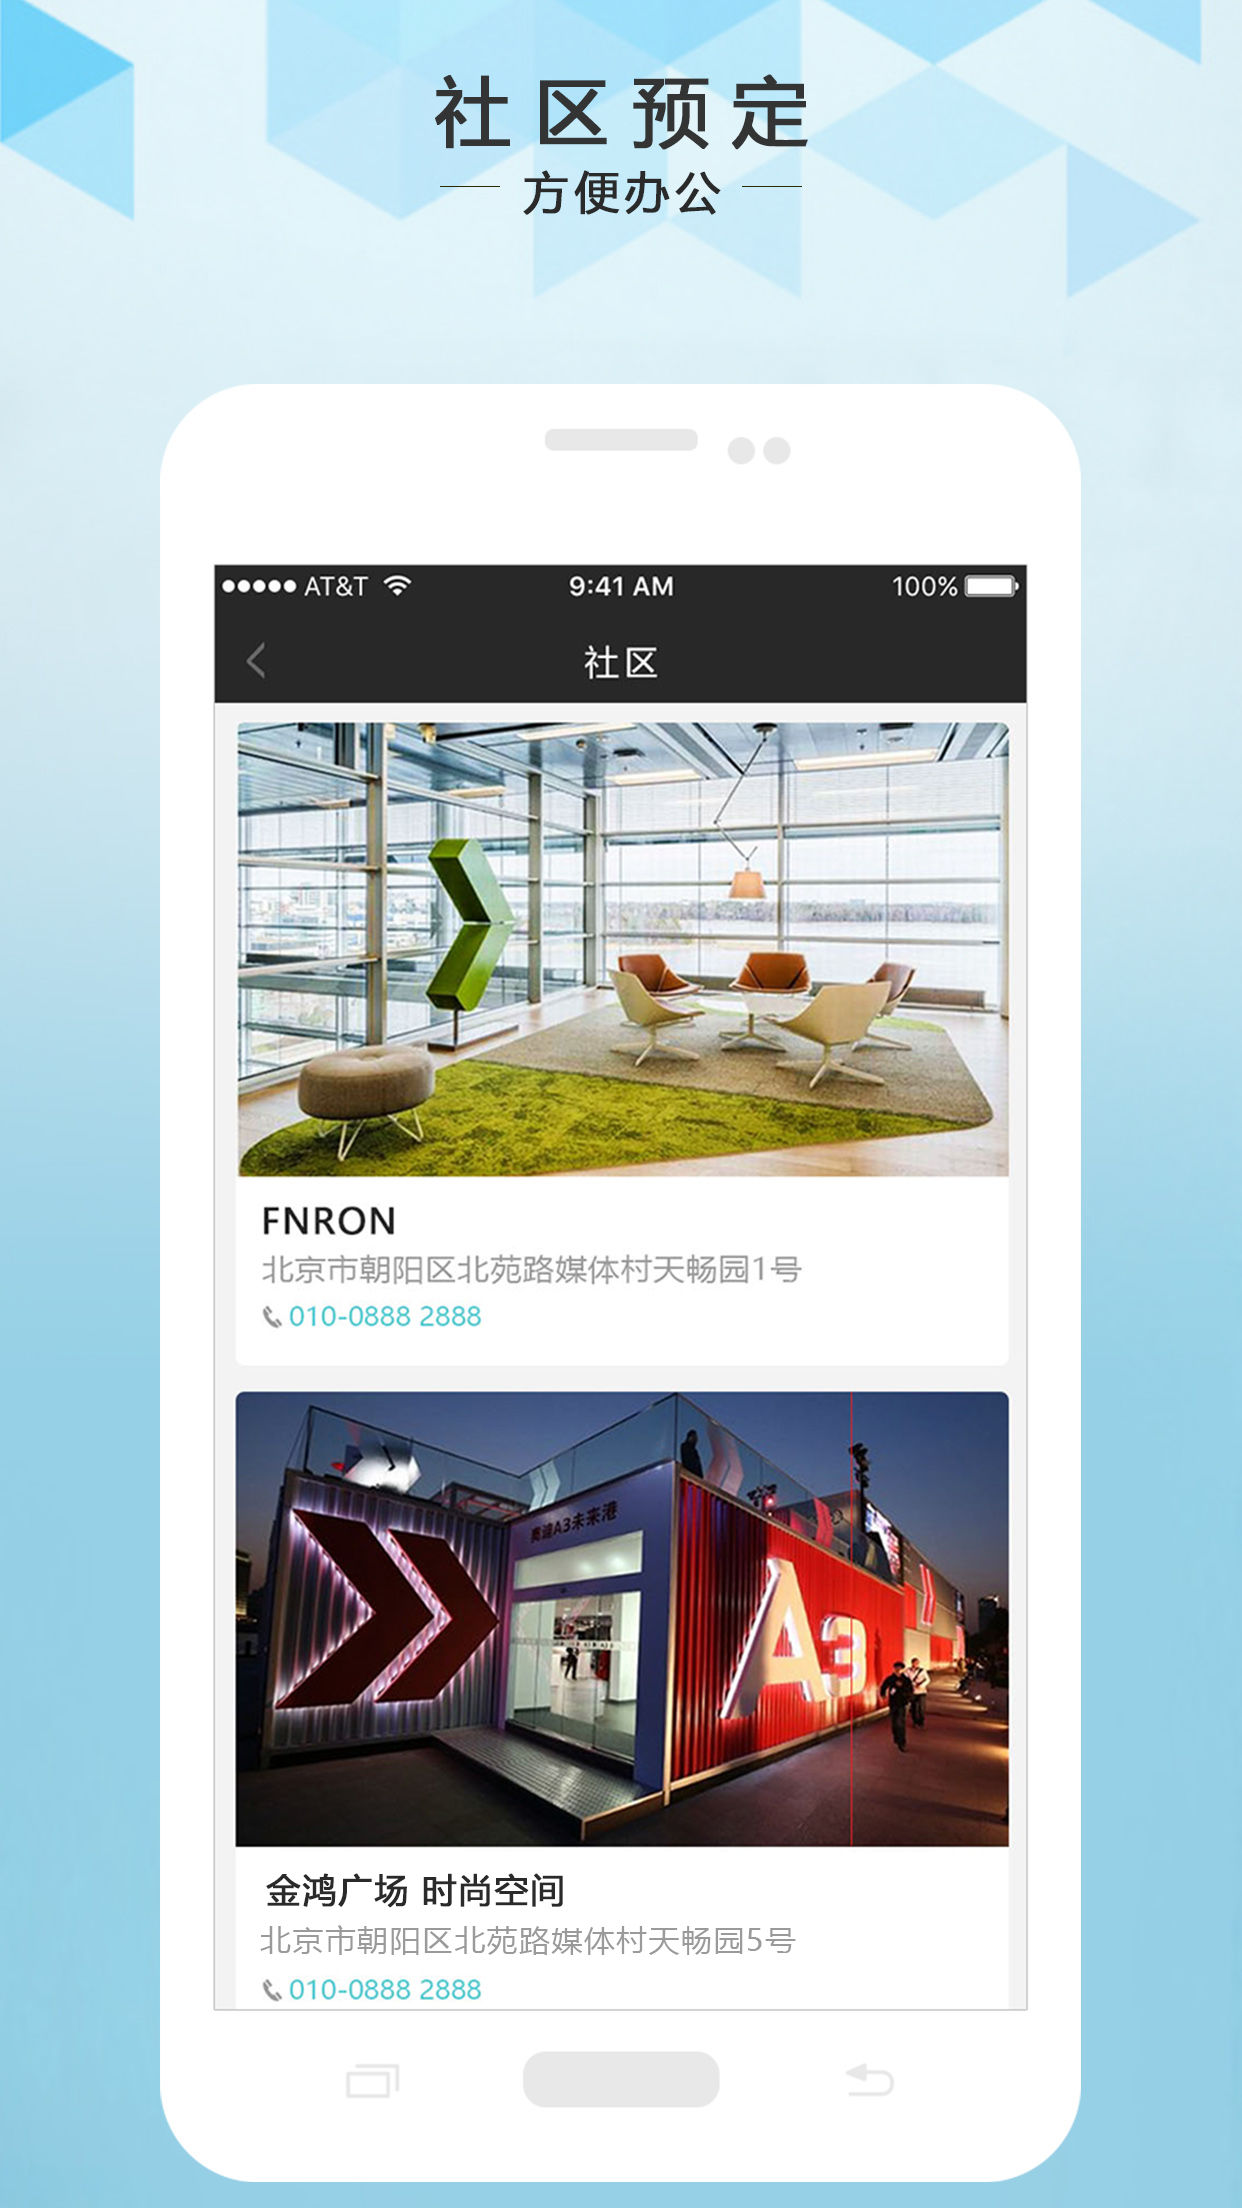 社区预定
方便办公
AT&T 9:41 AM 100%
社区
FNRON
北京市朝阳区北苑路媒体村天畅园1号
010-0888 2888
奥迪A3未来港
A3
金鸿广场 时尚空间
北京市朝阳区北苑路媒体村天畅园5号
010-0888 2888